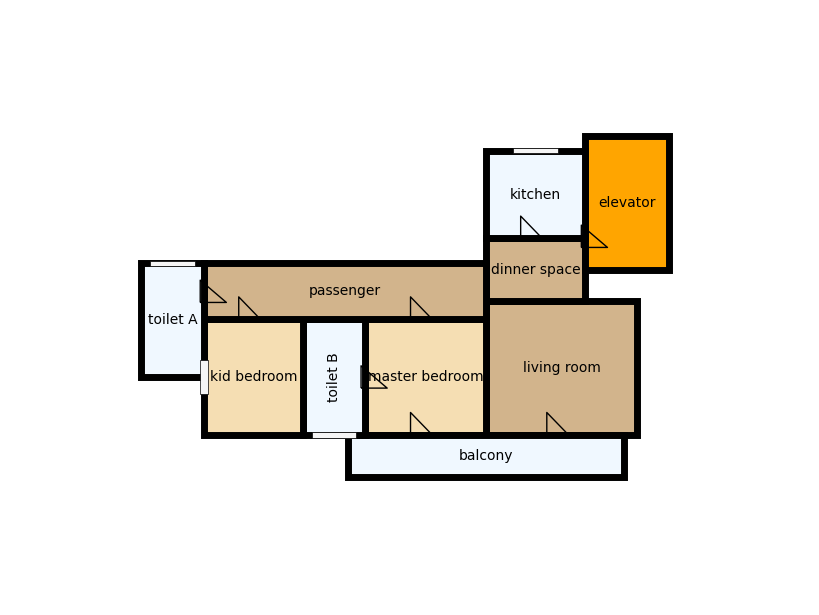 kitchen
elevator
dinner space
passenger
toilet A
living room
kid bedroom
toilet B
master bedroom
balcony